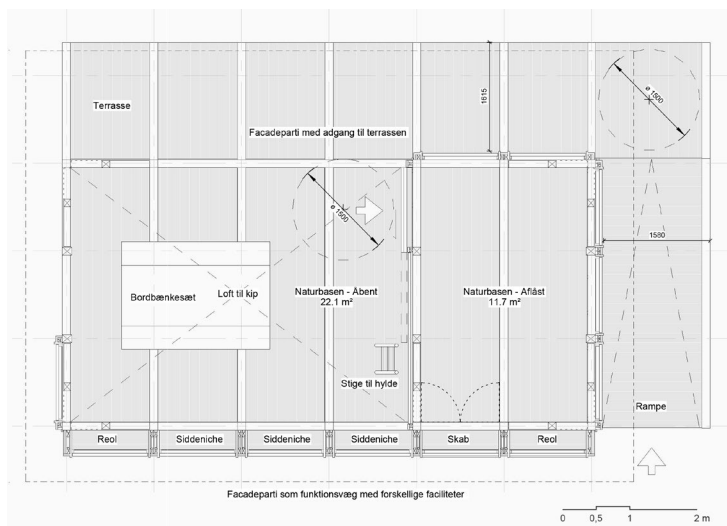 Terrasse
1615
ø 1500
Facadeparti med adgang til terrassen
ø 1500
1580
Bordbænkesæt
Loft til kip
Naturbasen - Åbent
22.1 m²
Naturbasen - Aflåst
11.7 m²
Stige til hylde
Rampe
Reol
Siddeniche
Siddeniche
Siddeniche
Skab
Reol
Facadeparti som funktionsvæg med forskellige faciliteter
0 0,5 1 2 m